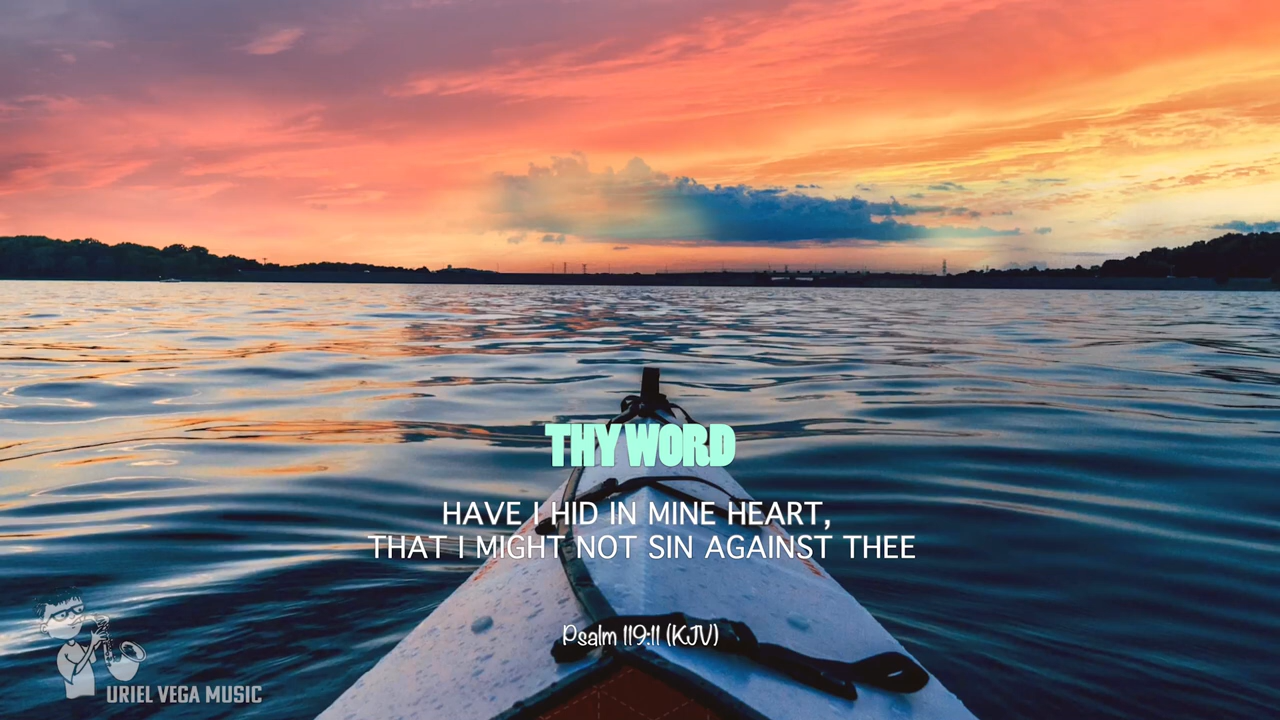 THY WORD
HAVE I HID IN MINE HEART,
THAT I MIGHT NOT SIN AGAINST THEE
Psalm 119:11 (KJV)
URIEL VEGA MUSIC